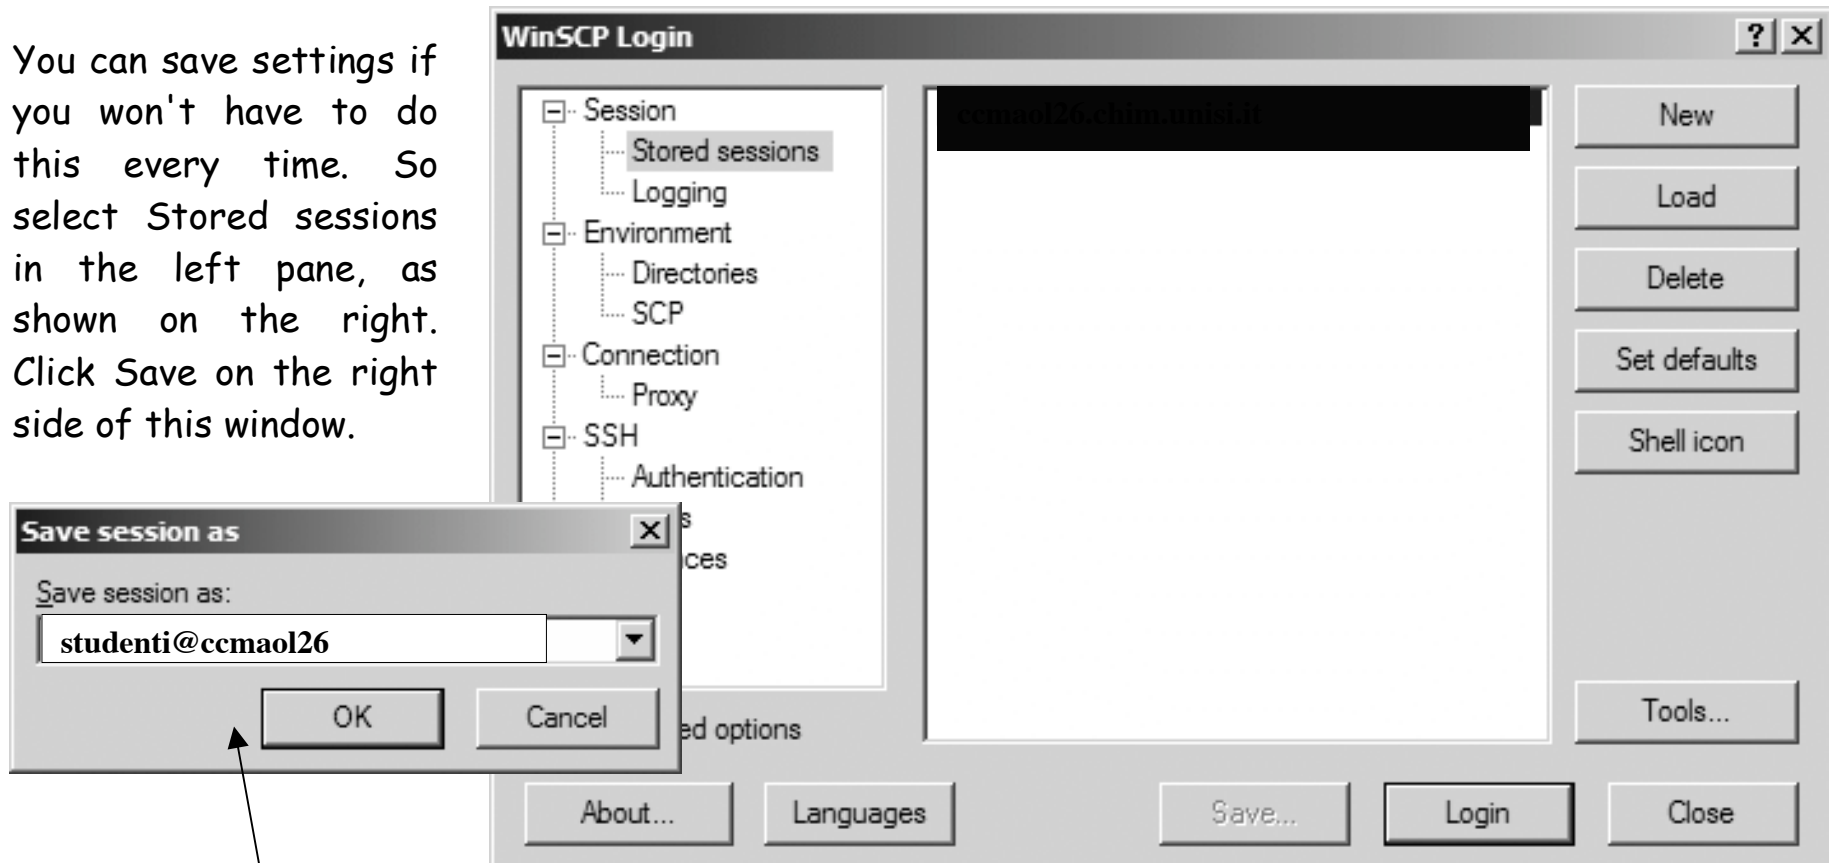 You can save settings if
you won't have to do
this every time. So
select Stored sessions
in the left pane, as
shown on the right.
Click Save on the right
side of this window.
WinSCP Login
Session
Stored sessions
Logging
Environment
Directories
SCP
Connection
Proxy
SSH
Authentication
s
ces
ed options
ccmaol26.chim.unisi.it
New
Load
Delete
Set defaults
Shell icon
Tools...
About...
Languages
Save...
Login
Close
Save session as
Save session as:
studenti@ccmaol26
OK
Cancel